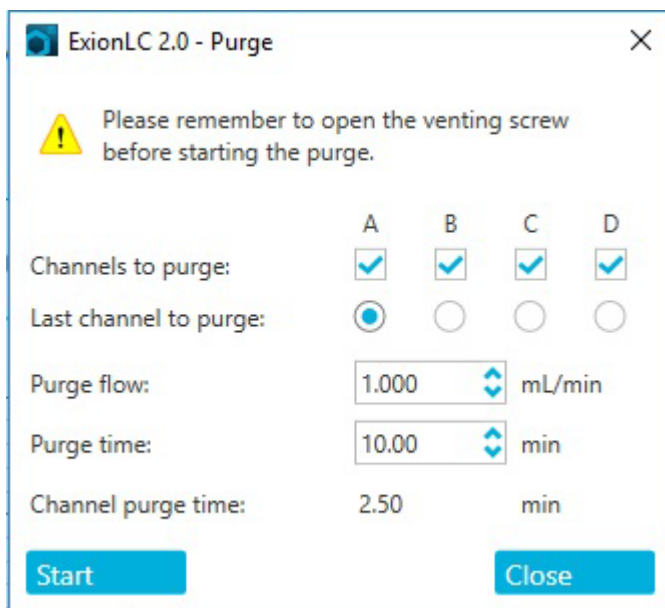 ExionLC 2.0 - Purge
Please remember to open the venting screw
before starting the purge.
A B C D
Channels to purge:
Last channel to purge:
Purge flow: 1.000 mL/min
Purge time: 10.00 min
Channel purge time: 2.50 min
Start Close